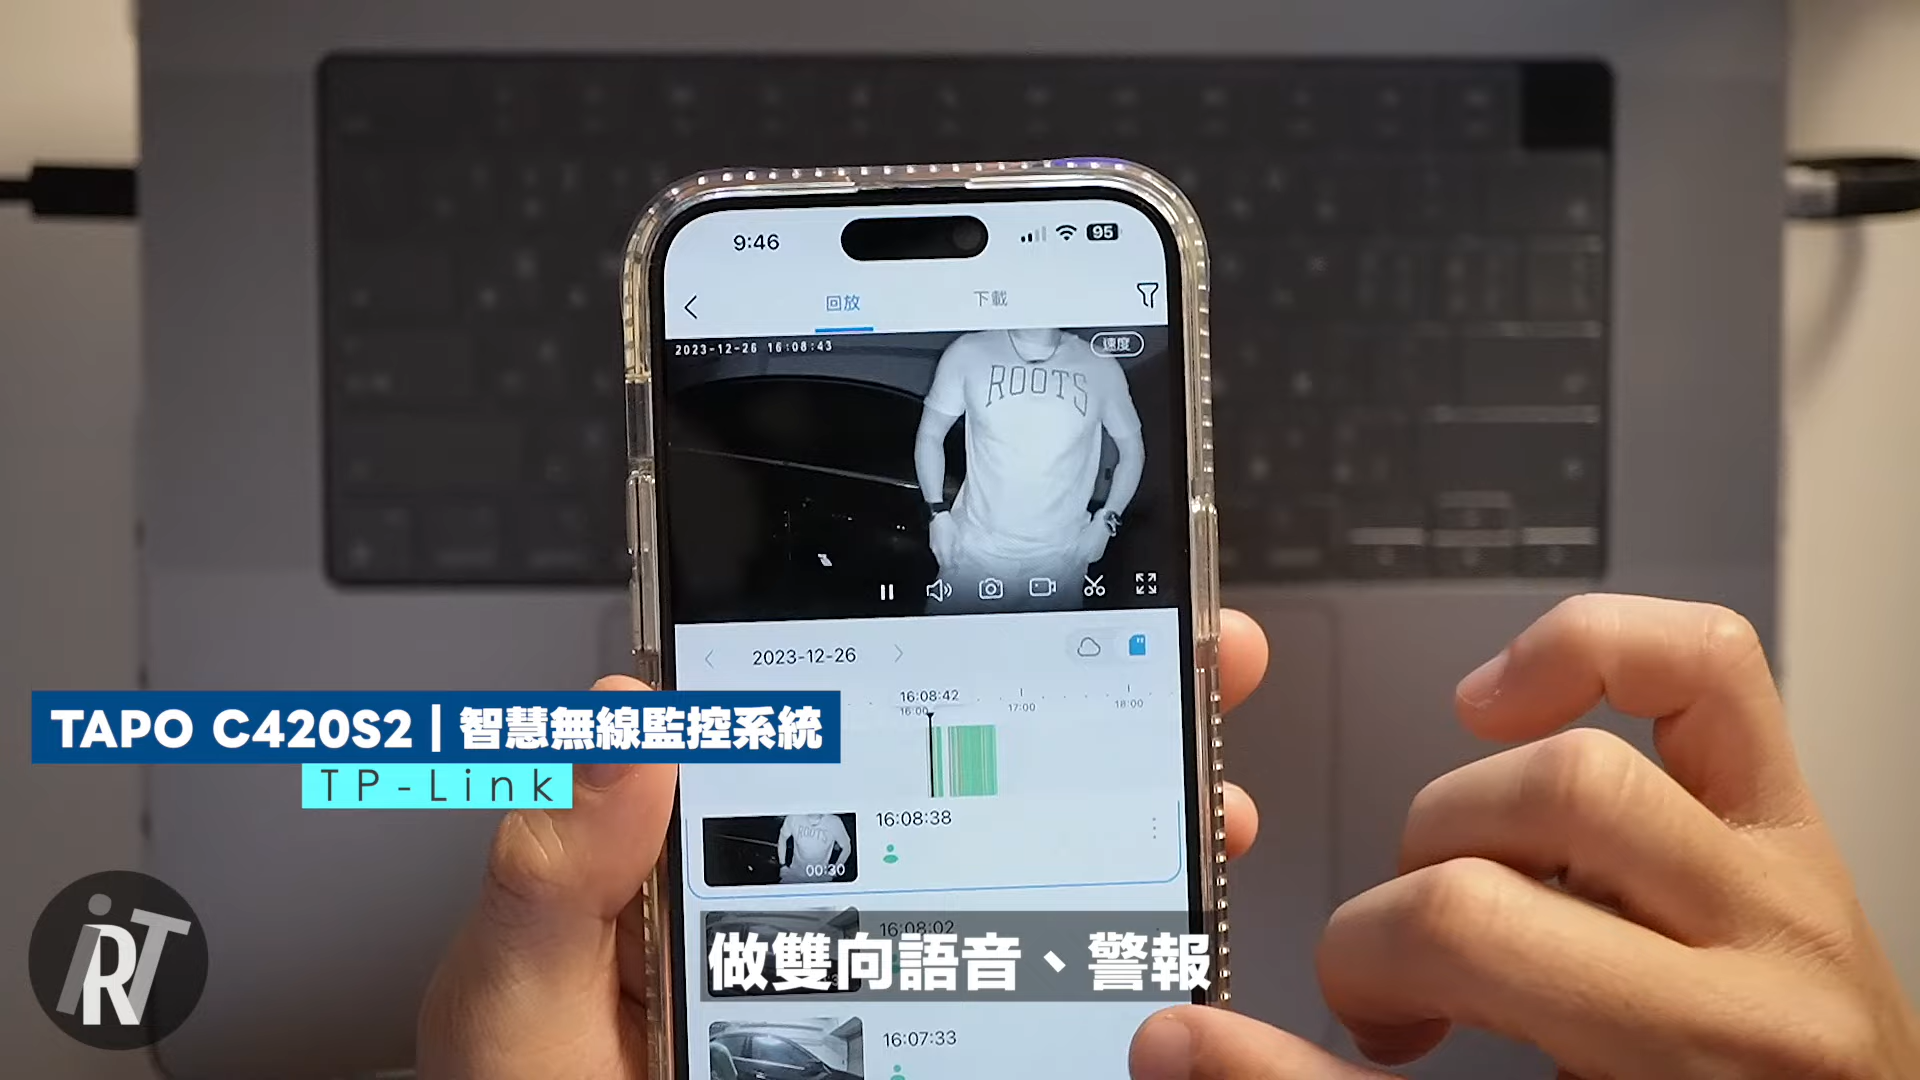 9:46
95
回放
下載
2023-12-26 16:08:43
速度
ROOTS
2023-12-26
16:08:42
16:00
17:00
18:00
TAPO C420S2 | 智慧無線監控系統
TP-Link
16:08:38
ROOTS
00:30
16:08:02
做雙向語音、警報
16:07:33
iRT